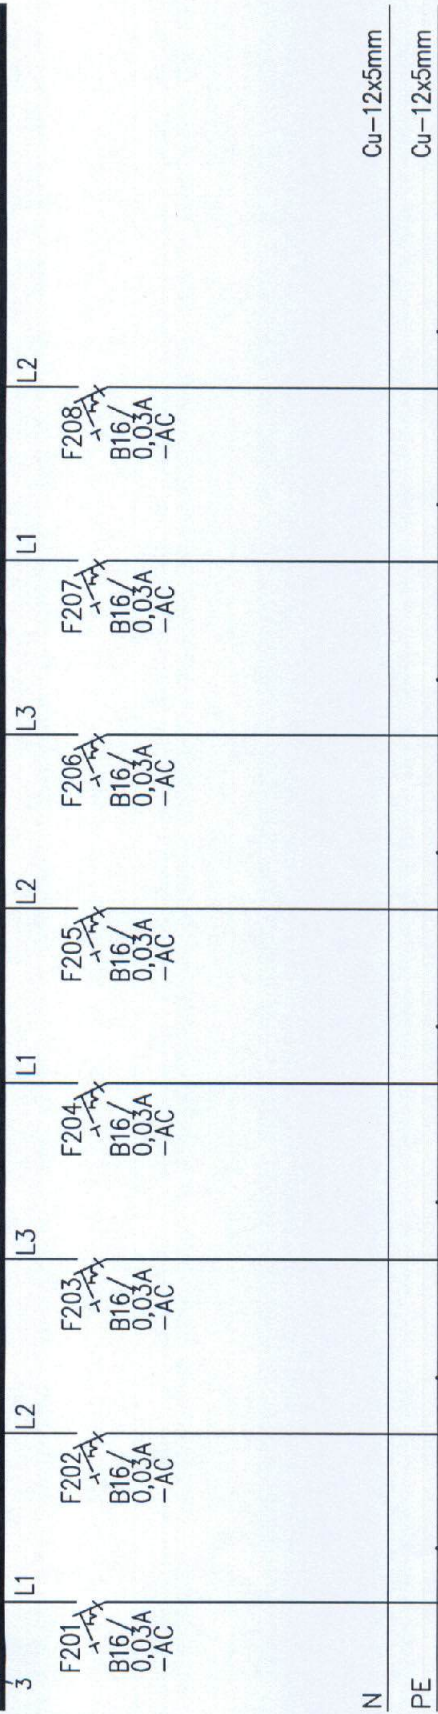 3
L1
L2
L3
L1
L2
L3
L1
L2
F201
B16/
0,03A
-AC
F202
B16/
0,03A
-AC
F203
B16/
0,03A
-AC
F204
B16/
0,03A
-AC
F205
B16/
0,03A
-AC
F206
B16/
0,03A
-AC
F207
B16/
0,03A
-AC
F208
B16/
0,03A
-AC
N
Cu-12x5mm
PE
Cu-12x5mm